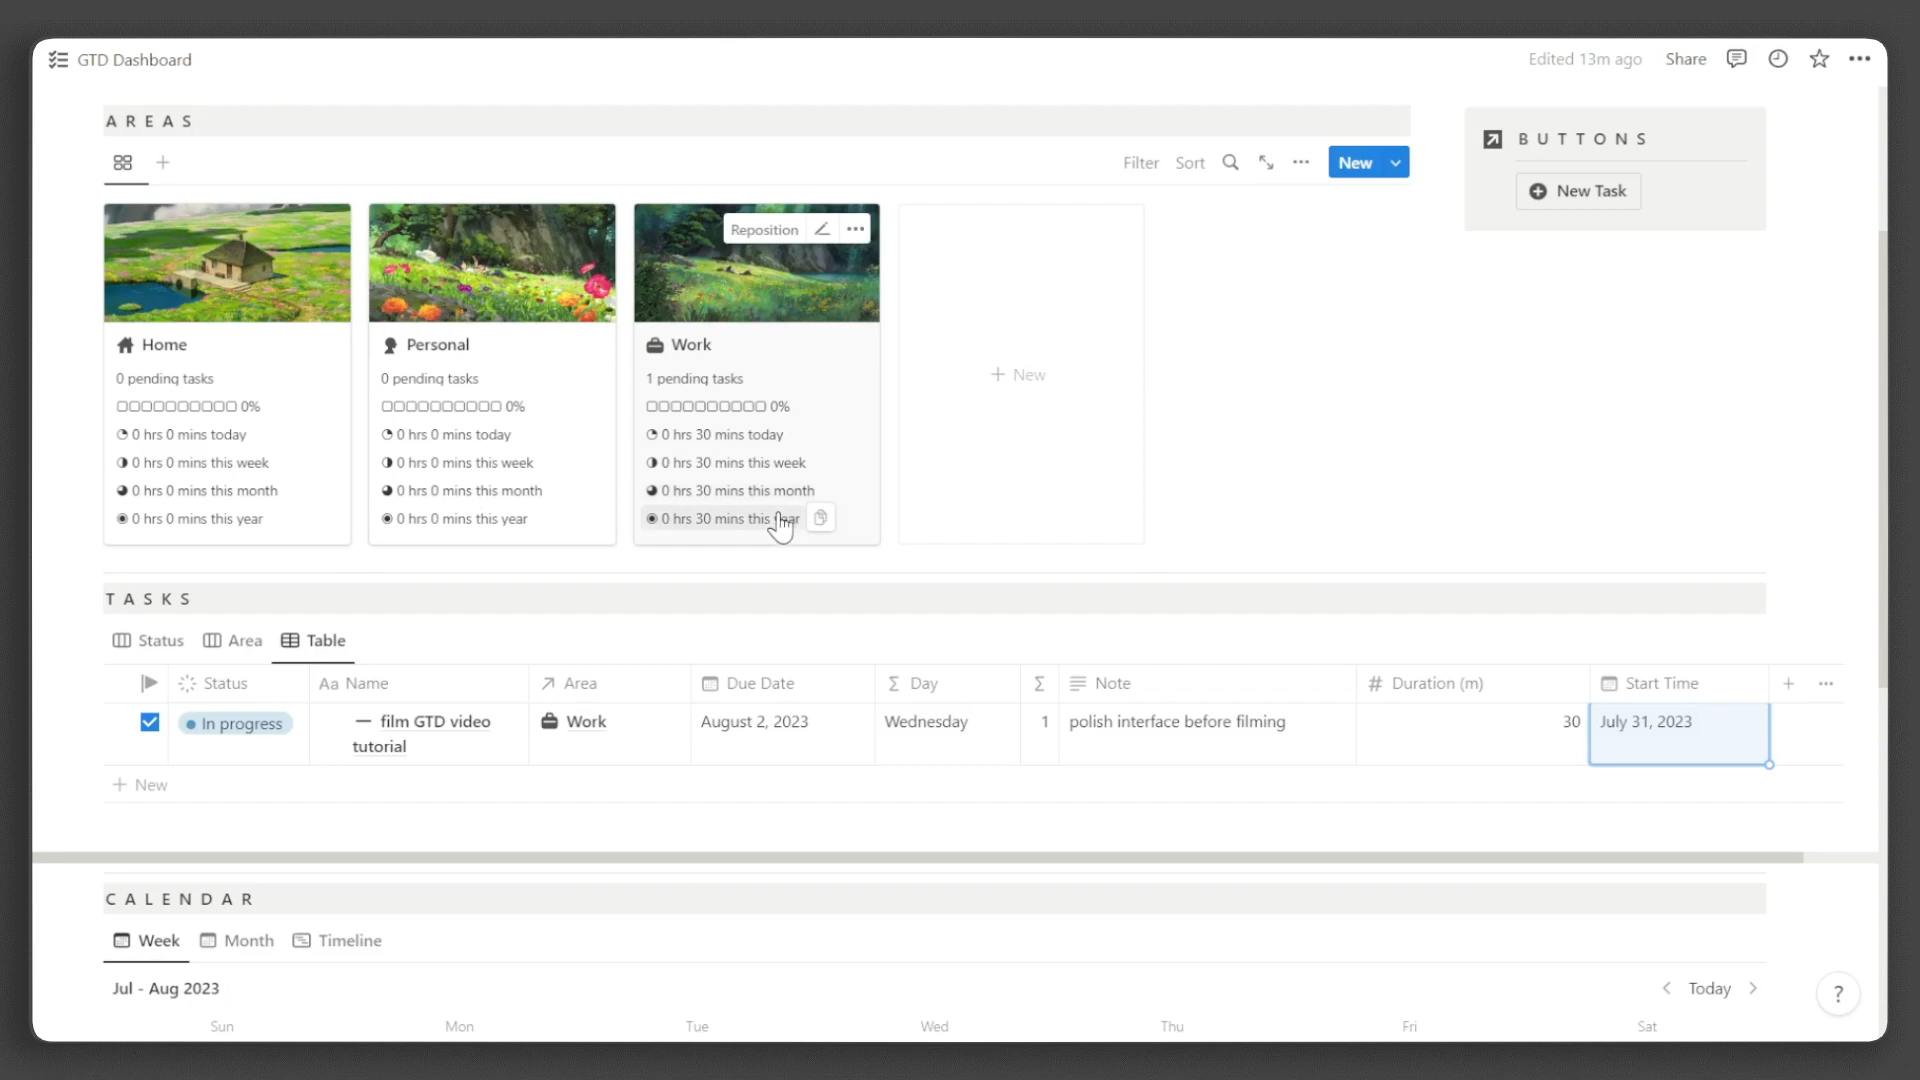 GTD Dashboard
Edited 13m ago Share
AREAS
Filter Sort New
BUTTONS
New Task
Home
0 pending tasks
0%
0 hrs 0 mins today
0 hrs 0 mins this week
0 hrs 0 mins this month
0 hrs 0 mins this year
Personal
0 pending tasks
0%
0 hrs 0 mins today
0 hrs 0 mins this week
0 hrs 0 mins this month
0 hrs 0 mins this year
Reposition
Work
1 pending tasks
0%
0 hrs 30 mins today
0 hrs 30 mins this week
0 hrs 30 mins this month
0 hrs 30 mins this year
+ New
TASKS
Status Area Table
Status Aa Name Area Due Date Σ Day Σ Note # Duration (m) Start Time
In progress — film GTD video Work August 2, 2023 Wednesday 1 polish interface before filming 30 July 31, 2023
tutorial
+ New
CALENDAR
Week Month Timeline
Jul - Aug 2023 Today
?
Sun Mon Tue Wed Thu Fri Sat